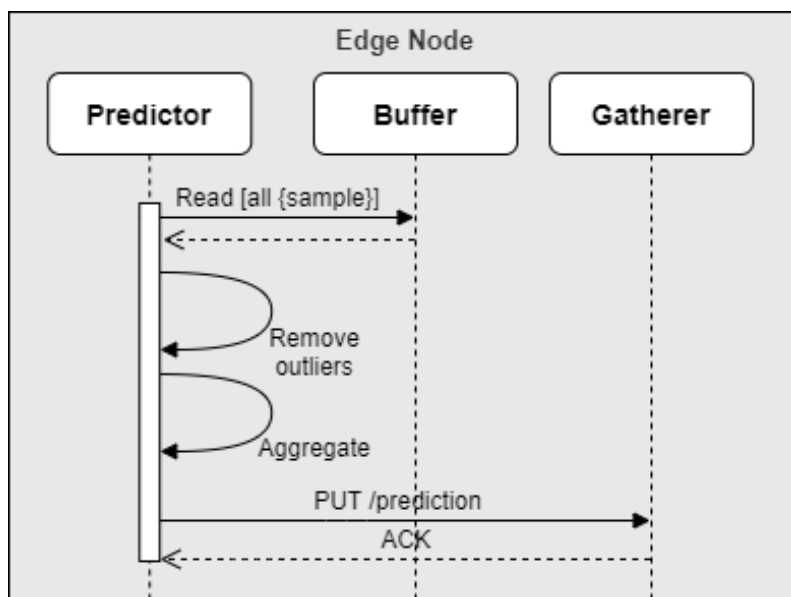 Edge Node
Predictor
Buffer
Gatherer
Read [all {sample}]
Remove
outliers
Aggregate
PUT /prediction
ACK